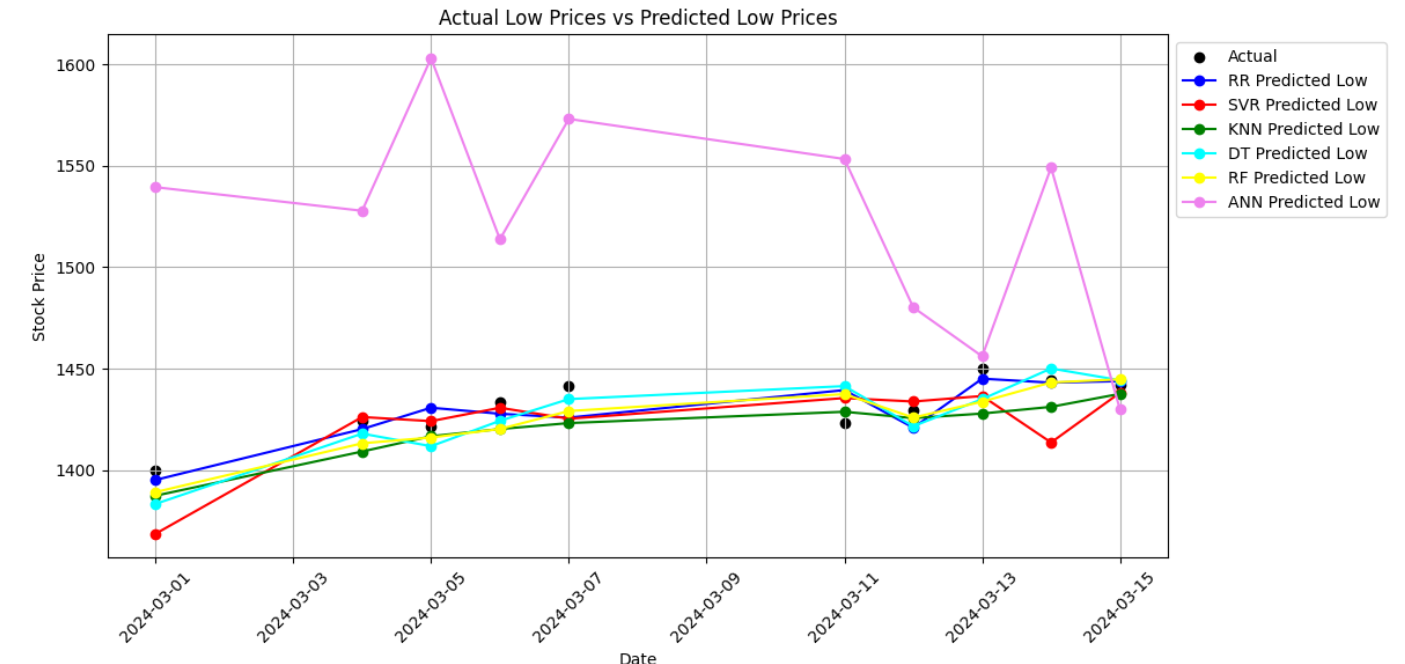 Actual Low Prices vs Predicted Low Prices
Stock Price
1600
1550
1500
1450
1400
2024-03-01
2024-03-03
2024-03-05
2024-03-07
2024-03-09
2024-03-11
2024-03-13
2024-03-15
Date
Actual
RR Predicted Low
SVR Predicted Low
KNN Predicted Low
DT Predicted Low
RF Predicted Low
ANN Predicted Low